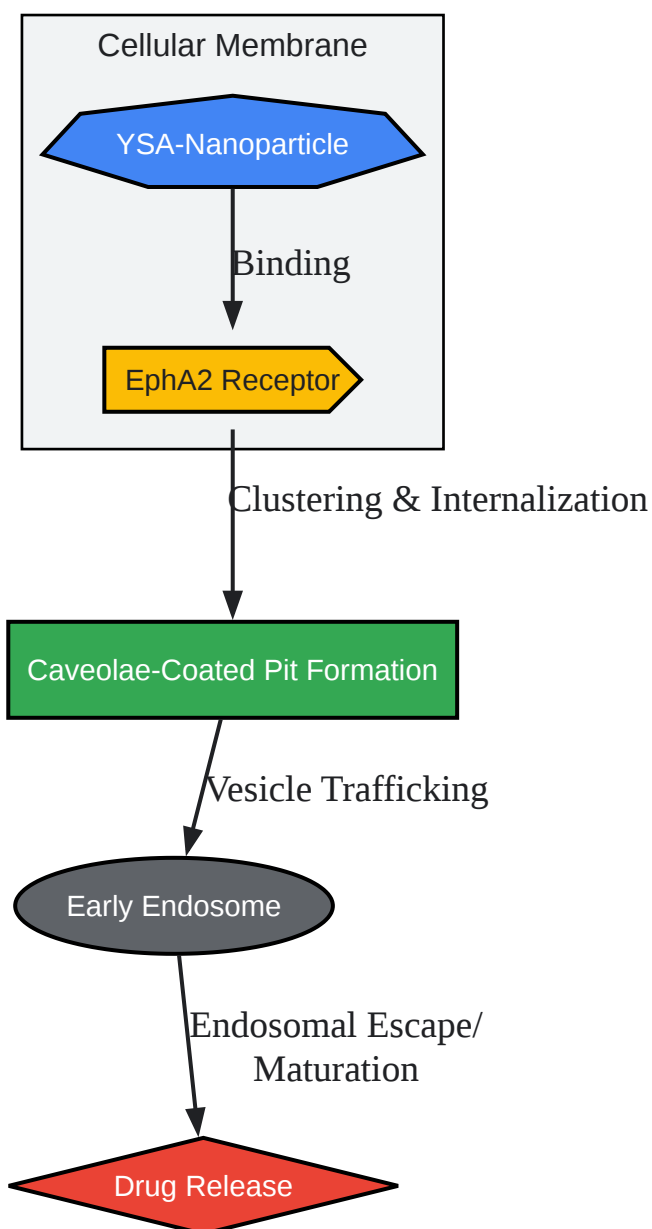 Cellular Membrane
YSA-Nanoparticle
Binding
EphA2 Receptor
Clustering & Internalization
Caveolae-Coated Pit Formation
Vesicle Trafficking
Early Endosome
Endosomal Escape/
Maturation
Drug Release